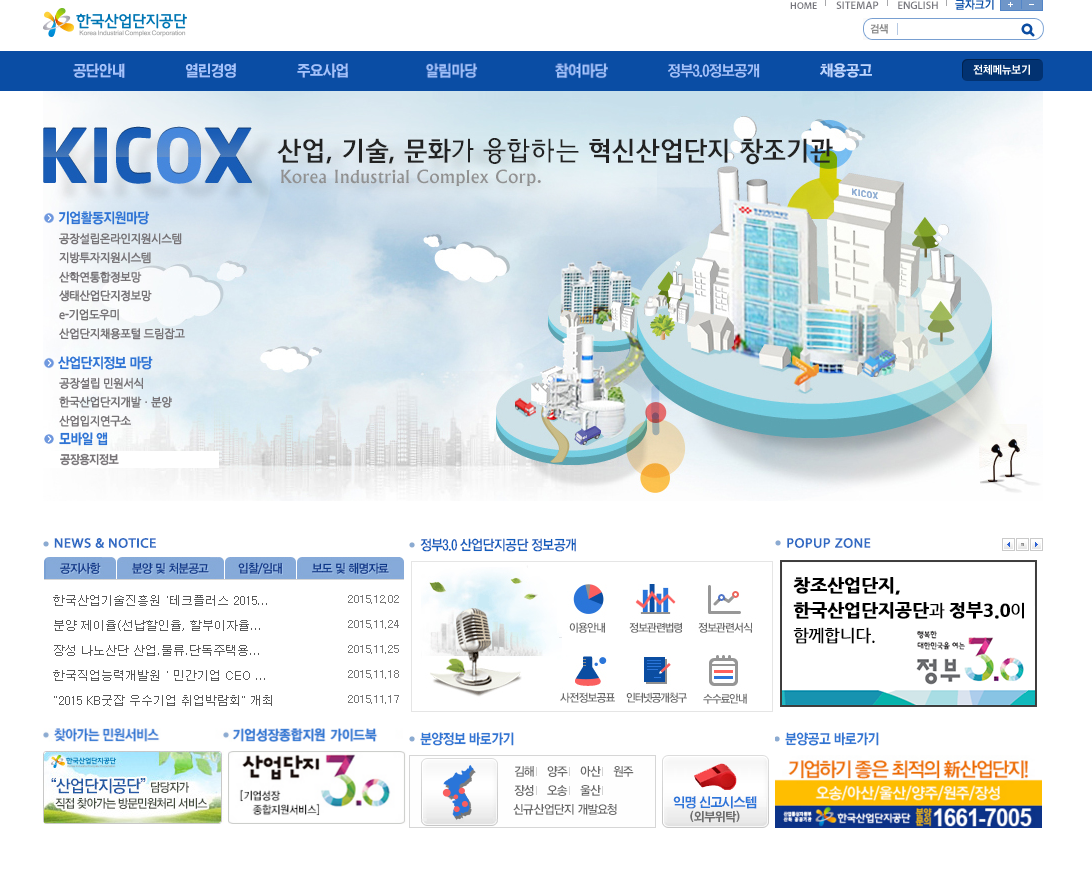 한국산업단지공단
Korea Industrial Complex Corporation
HOME | SITEMAP | ENGLISH | 글자크기 + −
검색
공단안내 열린경영 주요사업 알림마당 참여마당 정부3.0정보공개 채용공고 전체메뉴보기
KICOX 산업, 기술, 문화가 융합하는 혁신산업단지 창조기관
Korea Industrial Complex Corp.
KICOX
기업활동지원마당
공장설립온라인지원시스템
지방투자지원시스템
산학연통합정보망
생태산업단지정보망
e-기업도우미
산업단지채용포털 드림잡고
산업단지정보 마당
공장설립 민원서식
한국산업단지개발 · 분양
산업입지연구소
모바일 앱
공장용지정보
NEWS & NOTICE
공지사항 분양 및 처분공고 입찰/임대 보도 및 해명자료
한국산업기술진흥원 '테크플러스 2015... 2015,12,02
분양 제이율(선납할인율, 할부이자율... 2015,11,24
장성 나노산단 산업.물류.단독주택용... 2015,11,25
한국직업능력개발원 ' 민간기업 CEO ... 2015,11,18
"2015 KB굿잡 우수기업 취업박람회" 개최 2015,11,17
정부3.0 산업단지공단 정보공개
이용안내 정보관련법령 정보관련서식
사전정보공표 인터넷공개청구 수수료안내
POPUP ZONE
창조산업단지,
한국산업단지공단과 정부3.0이
함께합니다.
행복한
대한민국을 여는
정부3.0
찾아가는 민원서비스
한국산업단지공단
"산업단지공단" 담당자가
직접 찾아가는 방문민원처리 서비스
기업성장종합지원 가이드북
산업단지 3.0
[기업성장
종합지원서비스]
분양정보 바로가기
김해 | 양주 | 아산 | 원주
장성 | 오송 | 울산 |
신규산업단지 개발요청
익명 신고시스템
(외부위탁)
분양공고 바로가기
기업하기 좋은 최적의 新산업단지!
오송/아산/울산/양주/원주/장성
한국산업단지공단 분양문의 1661-7005